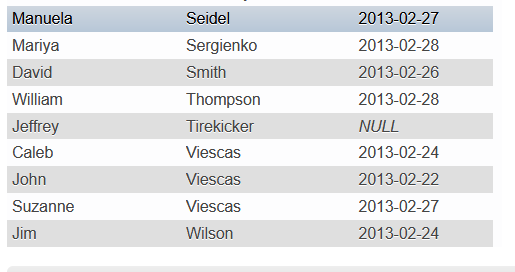 Manuela Seidel 2013-02-27
Mariya Sergienko 2013-02-28
David Smith 2013-02-26
William Thompson 2013-02-28
Jeffrey Tirekicker NULL
Caleb Viescas 2013-02-24
John Viescas 2013-02-22
Suzanne Viescas 2013-02-27
Jim Wilson 2013-02-24